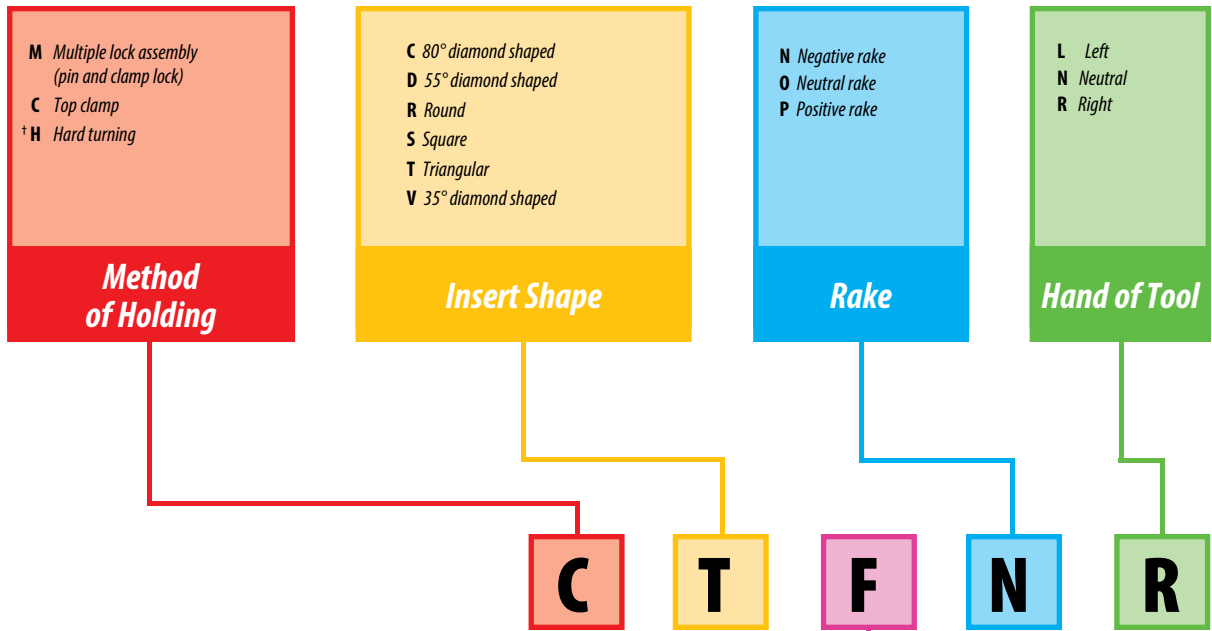 M Multiple lock assembly
(pin and clamp lock)
C Top clamp
† H Hard turning
Method
of Holding
C 80° diamond shaped
D 55° diamond shaped
R Round
S Square
T Triangular
V 35° diamond shaped
Insert Shape
N Negative rake
O Neutral rake
P Positive rake
Rake
L Left
N Neutral
R Right
Hand of Tool
C T F N R